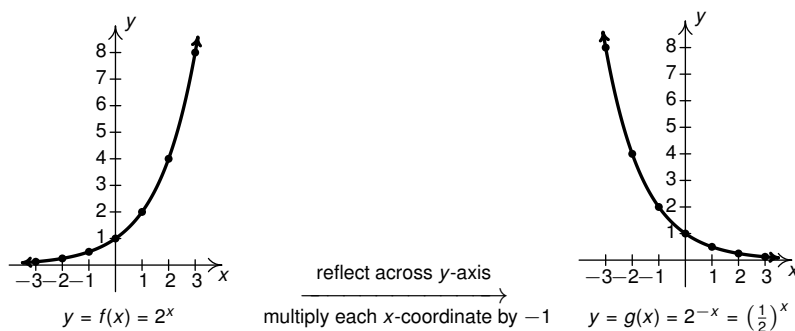 y
8
7
6
5
4
3
2
1
−3 −2 −1 1 2 3 x
y = f(x) = 2^x
reflect across y-axis
multiply each x-coordinate by −1
y
8
7
6
5
4
3
2
1
−3 −2 −1 1 2 3 x
y = g(x) = 2^{−x} = (1/2)^x